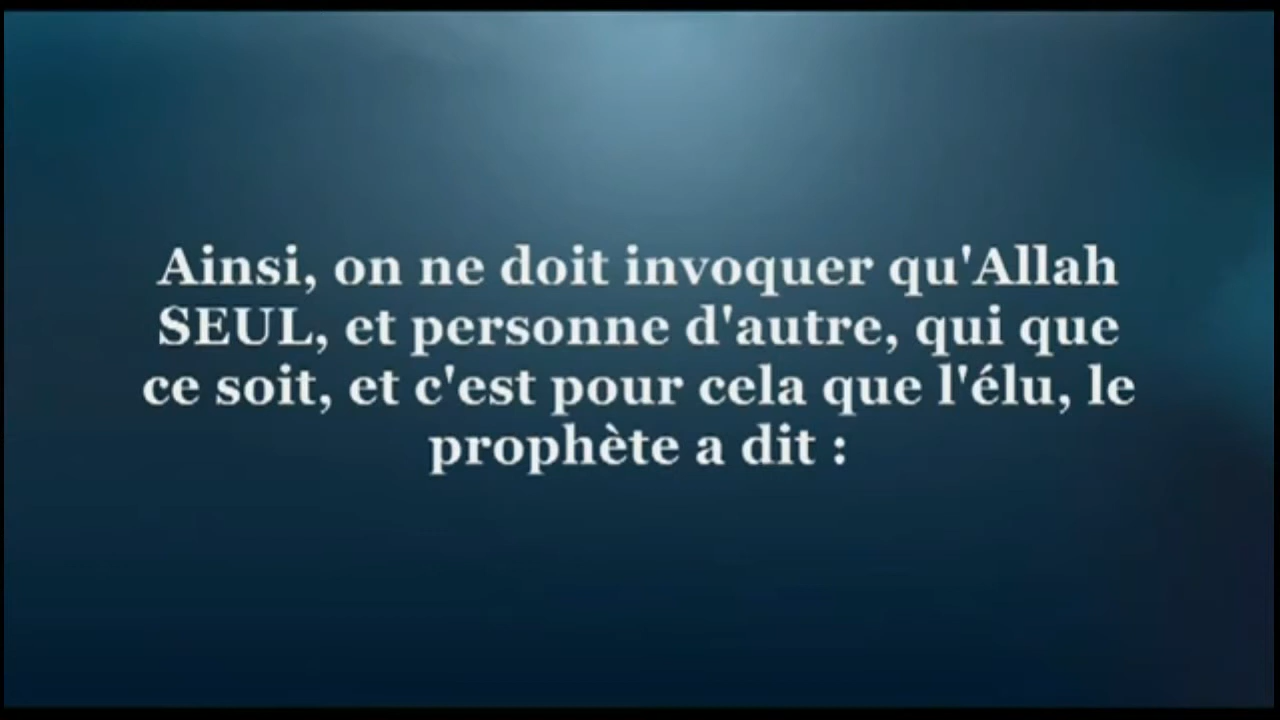 Ainsi, on ne doit invoquer qu'Allah
SEUL, et personne d'autre, qui que
ce soit, et c'est pour cela que l'élu, le
prophète a dit :